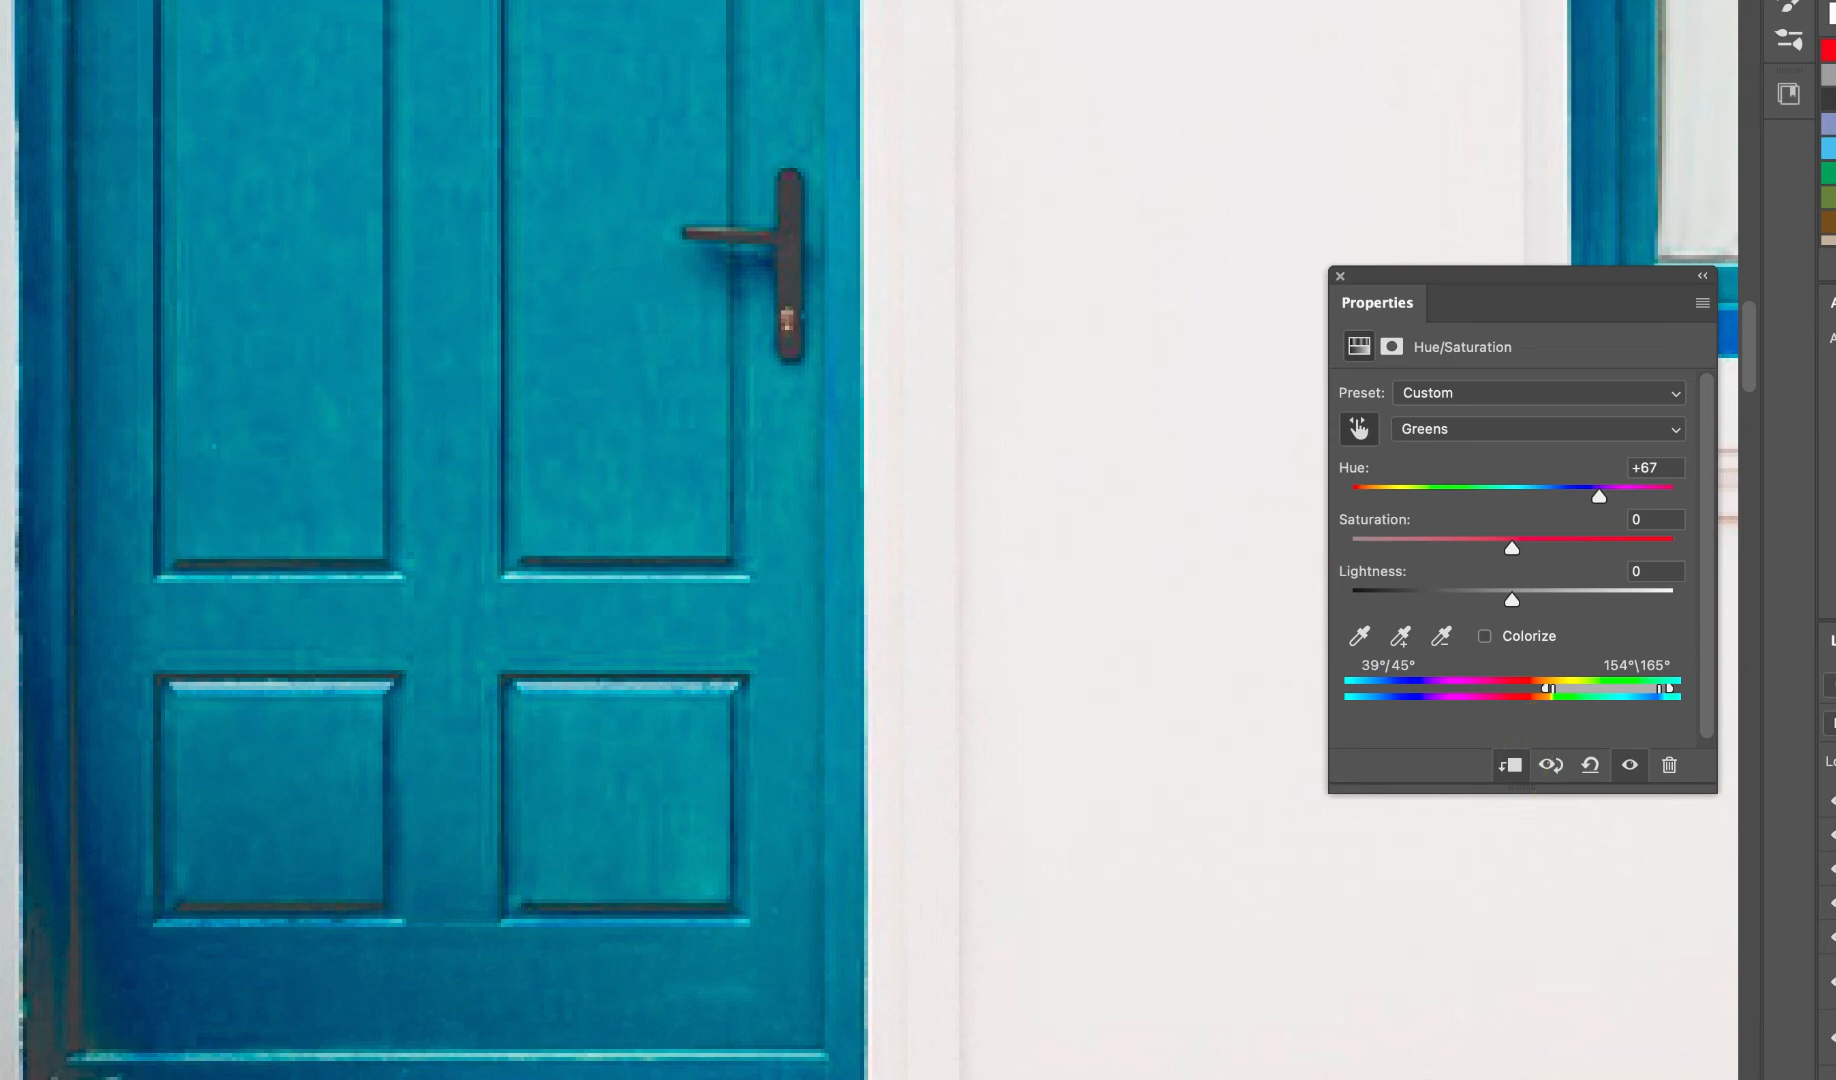 Properties
Hue/Saturation
Preset: Custom
Greens
Hue: +67
Saturation: 0
Lightness: 0
Colorize
39°/45° 154°\165°